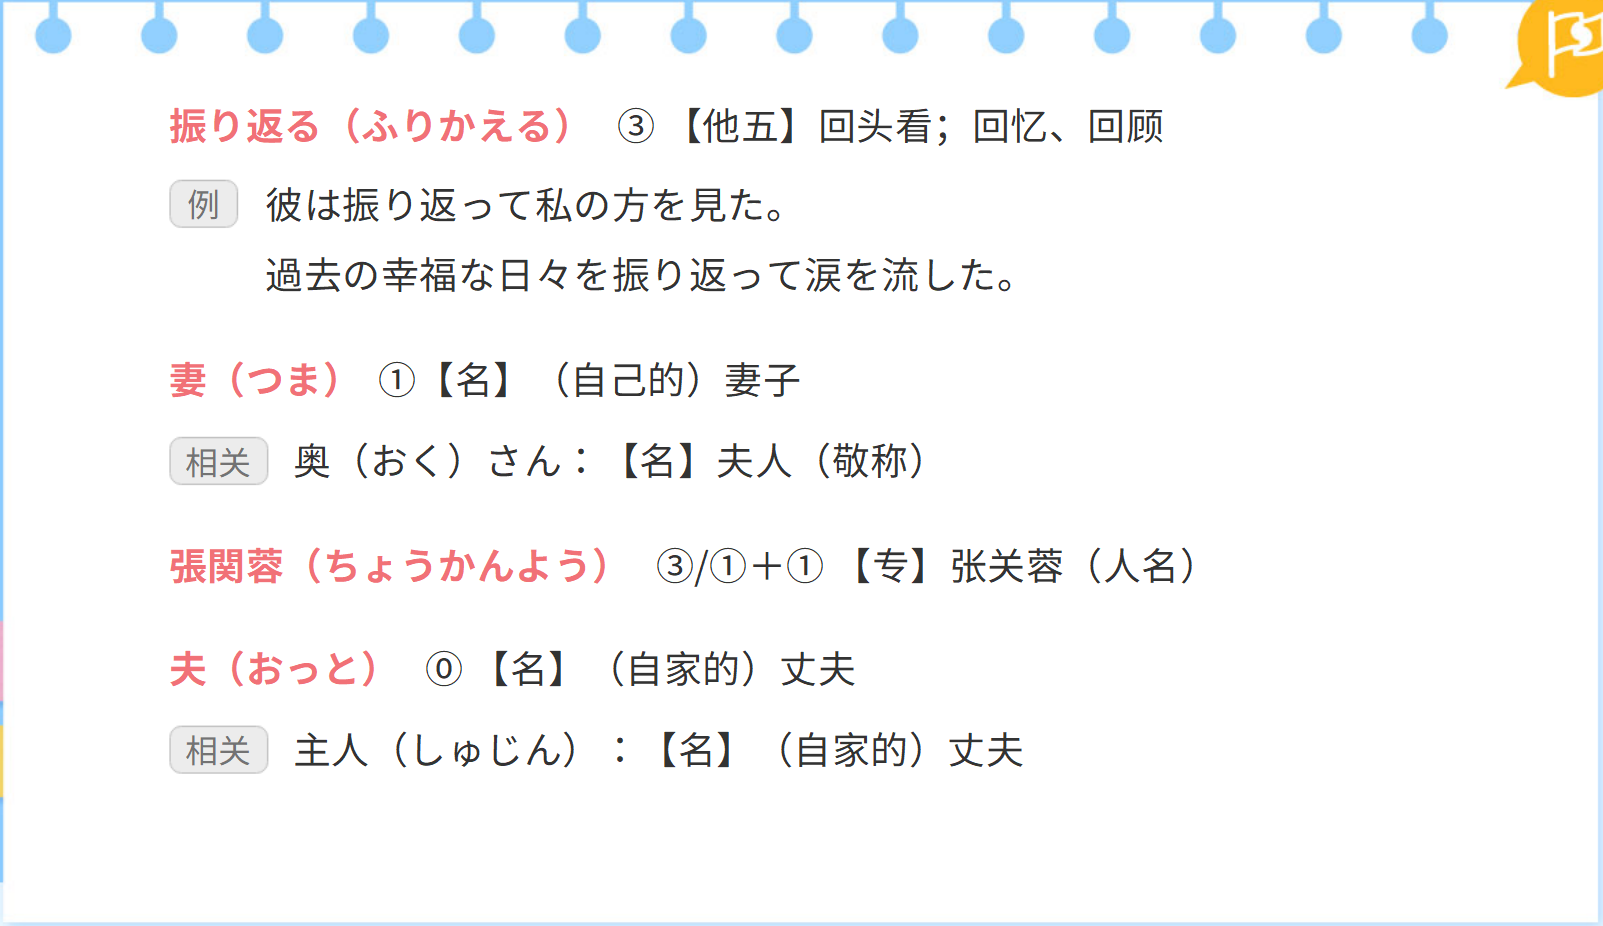 振り返る（ふりかえる） ③ 【他五】回头看；回忆、回顾
例 彼は振り返って私の方を見た。
過去の幸福な日々を振り返って涙を流した。
妻（つま） ①【名】（自己的）妻子
相关 奥（おく）さん：【名】夫人（敬称）
張関蓉（ちょうかんよう） ③/①＋① 【专】张关蓉（人名）
夫（おっと） ⓪ 【名】（自家的）丈夫
相关 主人（しゅじん）：【名】（自家的）丈夫